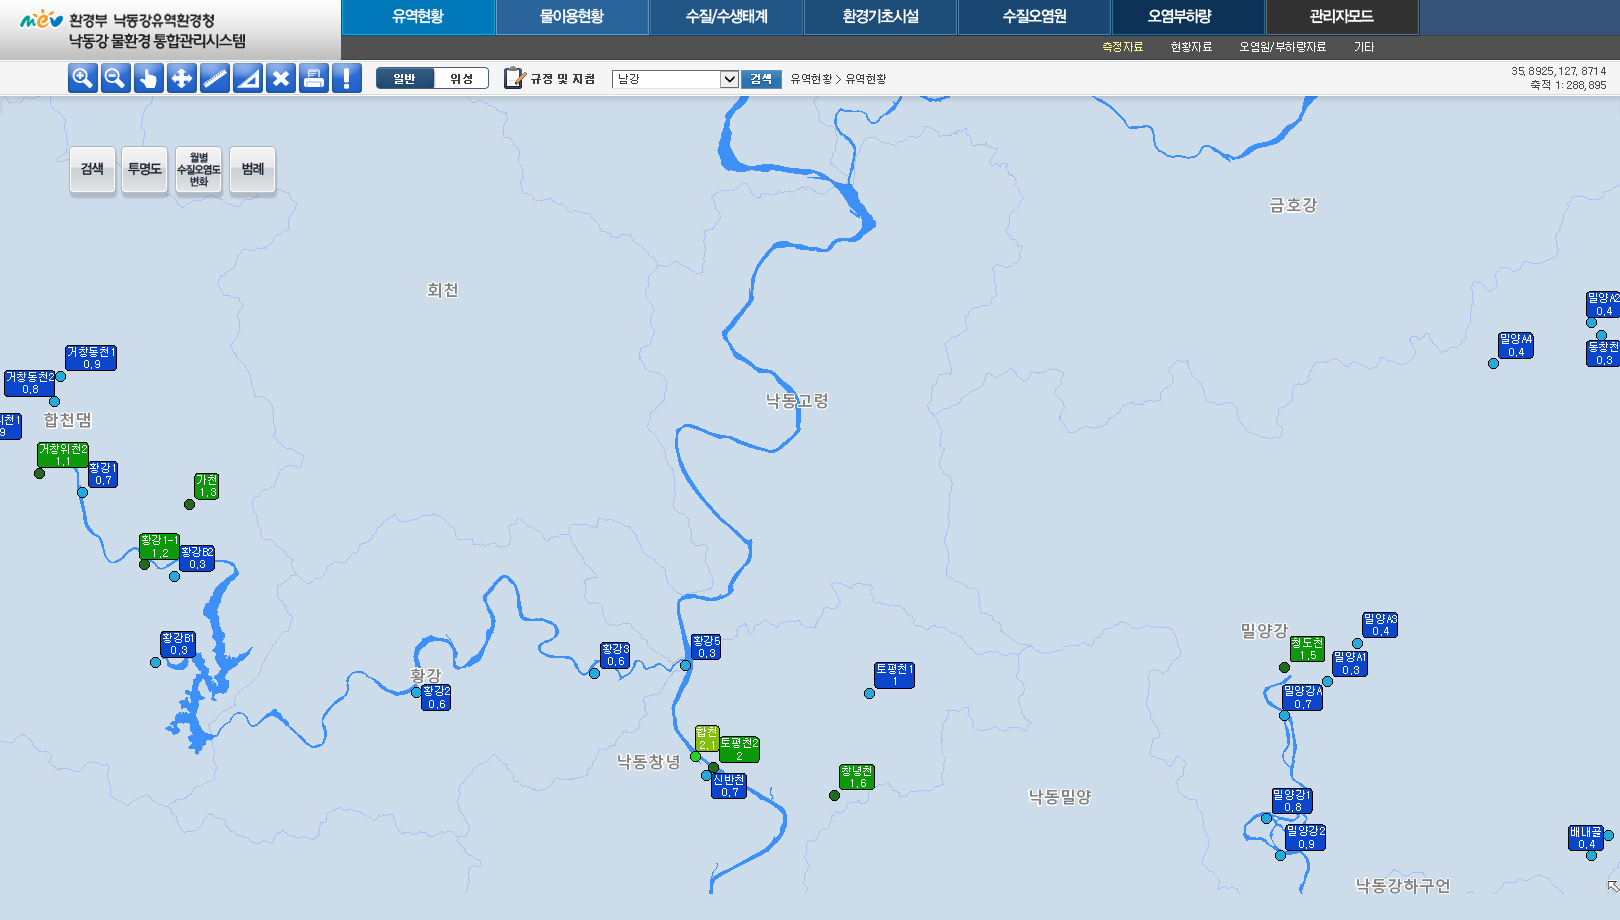 mev 환경부 낙동강유역환경청
낙동강 물환경 통합관리시스템
유역현황 물이용현황 수질/수생태계 환경기초시설 수질오염원 오염부하량 관리자모드
측정자료 현황자료 오염원/부하량자료 기타
일반 위성 규정 및 지침 남강 검색 유역현황 > 유역현황
35,8925,127,8714
축척 1:288,895
검색
투명도
월별
수질오염도
변화
범례
금호강
회천
밀양A2
0.4
밀양A4
0.4
동창천
0.3
거창동천1
0.9
거창동천2
0.8
합천댐
천1
9
거창위천2
1.1
황강1
0.7
가천
1.3
낙동고령
황강1-1
1.2
황강B2
0.3
황강B1
0.3
황강
황강2
0.6
황강3
0.6
황강5
0.3
토평천1
1
밀양강
밀양A3
0.4
청도천
1.5
밀양A1
0.3
밀양강A
0.7
낙동창녕
합천
2.1
토평천2
2
신반천
0.7
창녕천
1.6
낙동밀양
밀양강1
0.8
밀양강2
0.9
배내골
0.4
낙동강하구언